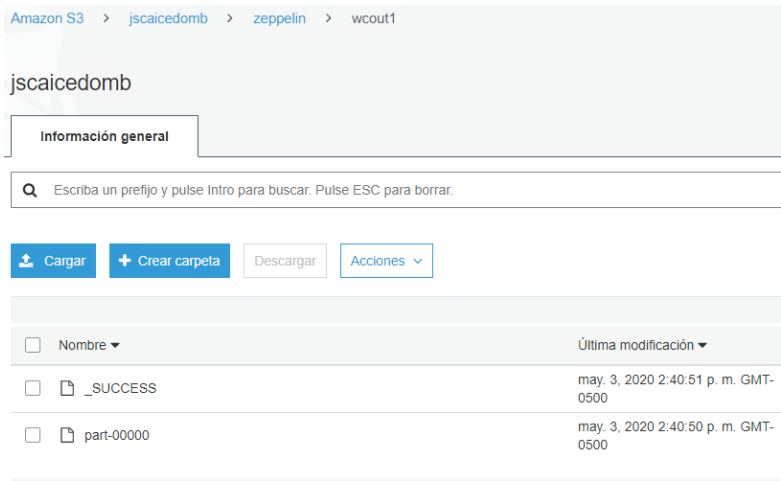 Amazon S3 > jscaicedomb > zeppelin > wcout1
jscaicedomb
Información general
Escriba un prefijo y pulse Intro para buscar. Pulse ESC para borrar.
Cargar + Crear carpeta Descargar Acciones
Nombre Última modificación
_SUCCESS may. 3, 2020 2:40:51 p. m. GMT-
0500
part-00000 may. 3, 2020 2:40:50 p. m. GMT-
0500